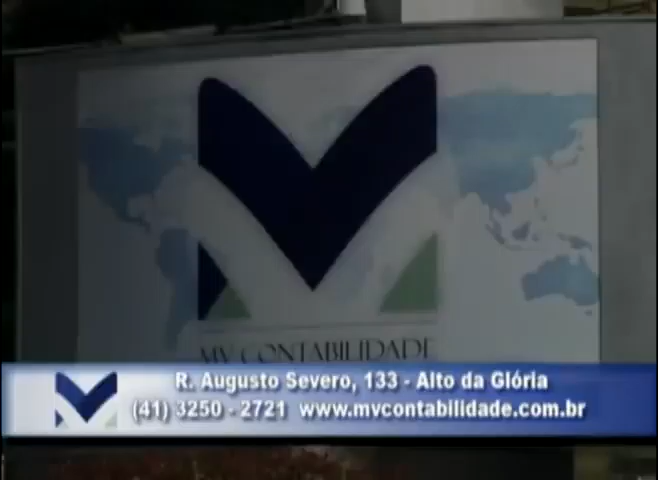 MV CONTABILIDADE
R. Augusto Severo, 133 - Alto da Glória
(41) 3250 - 2721 www.mvcontabilidade.com.br